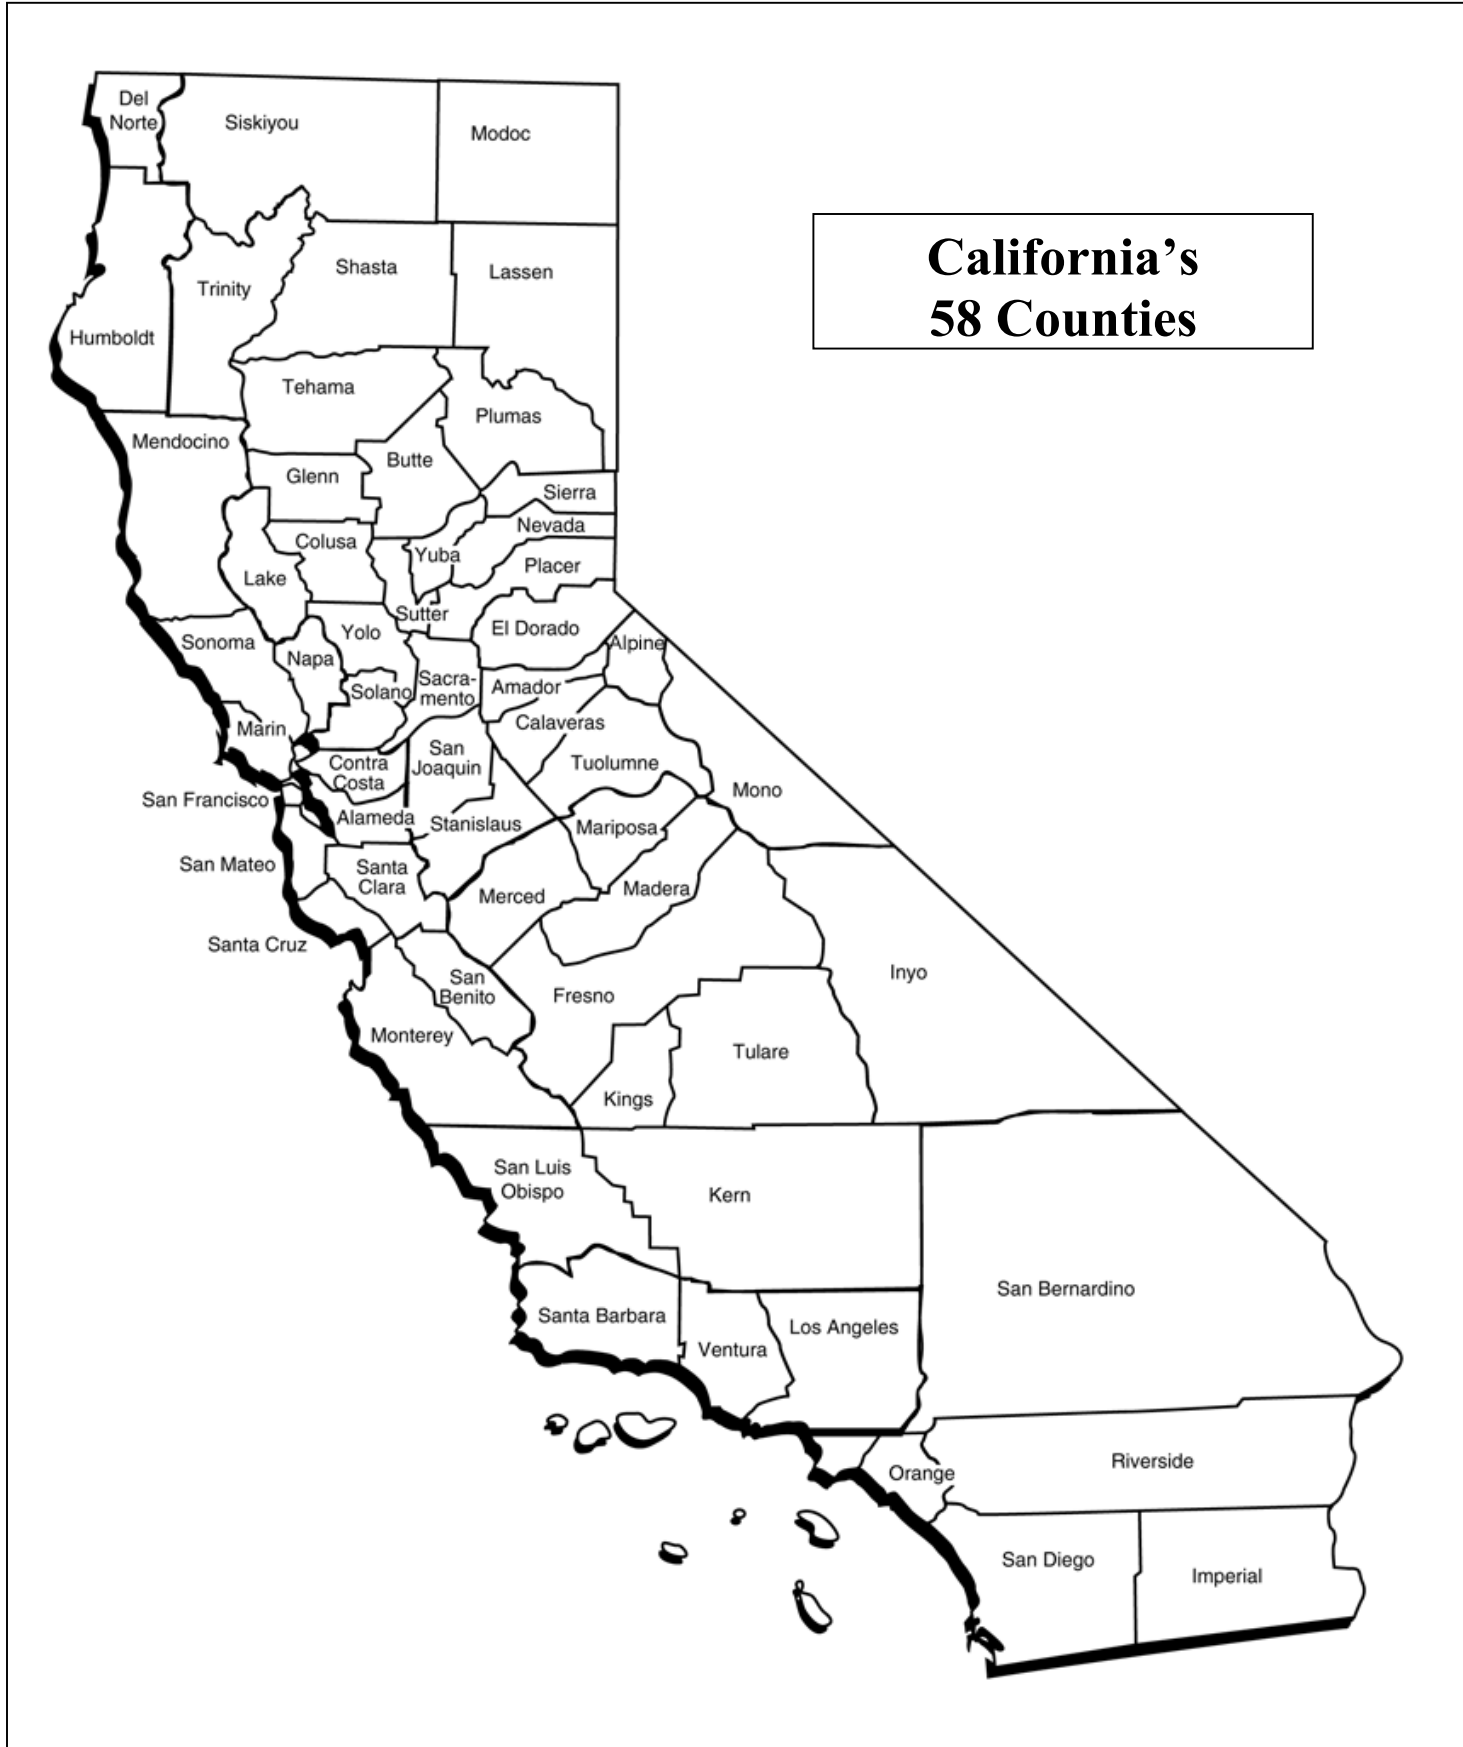 California's
58 Counties
Del
Norte
Siskiyou
Modoc
Shasta
Lassen
Trinity
Humboldt
Tehama
Plumas
Mendocino
Butte
Glenn
Sierra
Nevada
Colusa
Yuba
Placer
Lake
Sutter
El Dorado
Yolo
Sonoma
Alpine
Napa
Sacra-
mento
Solano
Amador
Calaveras
Marin
San
Joaquin
Contra
Costa
Tuolumne
Mono
San Francisco
Alameda
Stanislaus
Mariposa
San Mateo
Santa
Clara
Merced
Madera
Santa Cruz
Inyo
San
Benito
Fresno
Monterey
Tulare
Kings
San Luis
Obispo
Kern
San Bernardino
Santa Barbara
Los Angeles
Ventura
Riverside
Orange
San Diego
Imperial